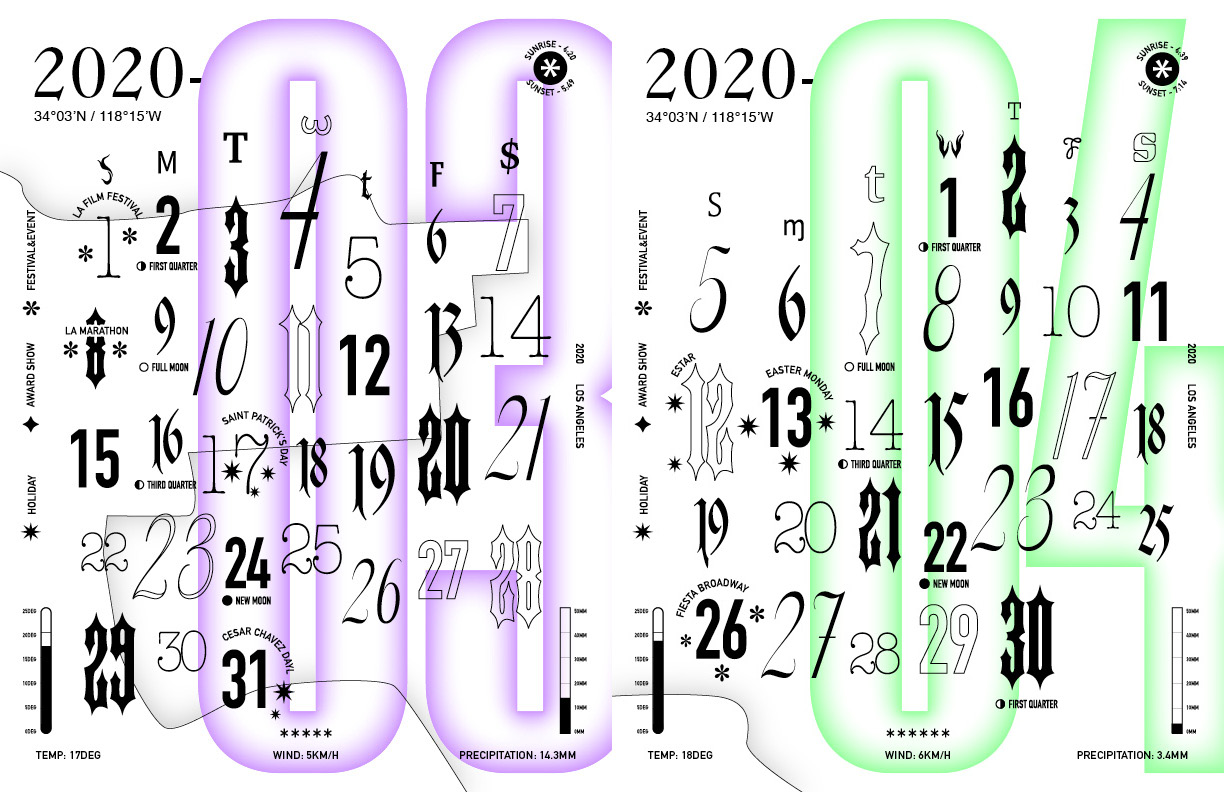 2020-
03
34°03'N / 118°15'W
SUNRISE - 6:20
*
SUNSET - 5:49
S M T W t F $
LA FILM FESTIVAL
*1* 2 3 4 5 6 7
FIRST QUARTER
LA MARATHON
*8* 9 10 11 12 13 14
FULL MOON
SAINT PATRICK'S DAY
15 16 17 18 19 20 21
THIRD QUARTER
22 23 24 25 26 27 28
NEW MOON
CESAR CHAVEZ DAYL
29 30 31
FESTIVAL&EVENT
AWARD SHOW
HOLIDAY
2020 LOS ANGELES
25DEG
20DEG
15DEG
10DEG
5DEG
0DEG
50MM
40MM
30MM
20MM
10MM
0MM
*****
TEMP: 17DEG WIND: 5KM/H PRECIPITATION: 14.3MM
2020-
04
34°03'N / 118°15'W
SUNRISE - 6:39
*
SUNSET - 7:14
S m t W T F S
1 2 3 4
FIRST QUARTER
5 6 7 8 9 10 11
FULL MOON
ESTAR
EASTER MONDAY
12 13 14 15 16 17 18
THIRD QUARTER
19 20 21 22 23 24 25
NEW MOON
FIESTA BROADWAY
*26* 27 28 29 30
FIRST QUARTER
FESTIVAL&EVENT
AWARD SHOW
HOLIDAY
2020 LOS ANGELES
25DEG
20DEG
15DEG
10DEG
5DEG
0DEG
50MM
40MM
30MM
20MM
10MM
0MM
******
TEMP: 18DEG WIND: 6KM/H PRECIPITATION: 3.4MM